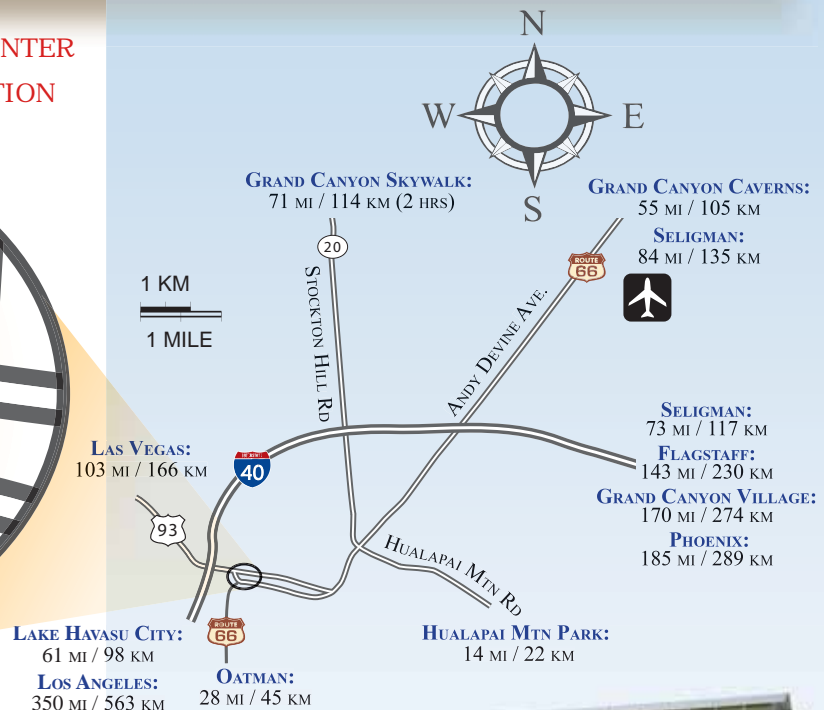 NTER
TION
N
W
E
S
Grand Canyon Skywalk:
71 mi / 114 km (2 hrs)
Grand Canyon Caverns:
55 mi / 105 km
Seligman:
84 mi / 135 km
20
ROUTE
66
1 KM
1 MILE
Stockton Hill Rd
Andy Devine Ave.
Las Vegas:
103 mi / 166 km
40
93
Seligman:
73 mi / 117 km
Flagstaff:
143 mi / 230 km
Grand Canyon Village:
170 mi / 274 km
Phoenix:
185 mi / 289 km
Hualapai Mtn Rd
Lake Havasu City:
61 mi / 98 km
Los Angeles:
350 mi / 563 km
ROUTE
66
Oatman:
28 mi / 45 km
Hualapai Mtn Park:
14 mi / 22 km